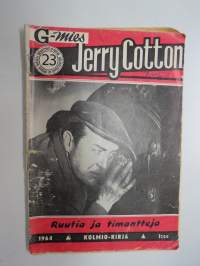 G-mies
23
Jerry Cotton
Ruutia ja timantteja
1964 KOLMIO-KIRJA